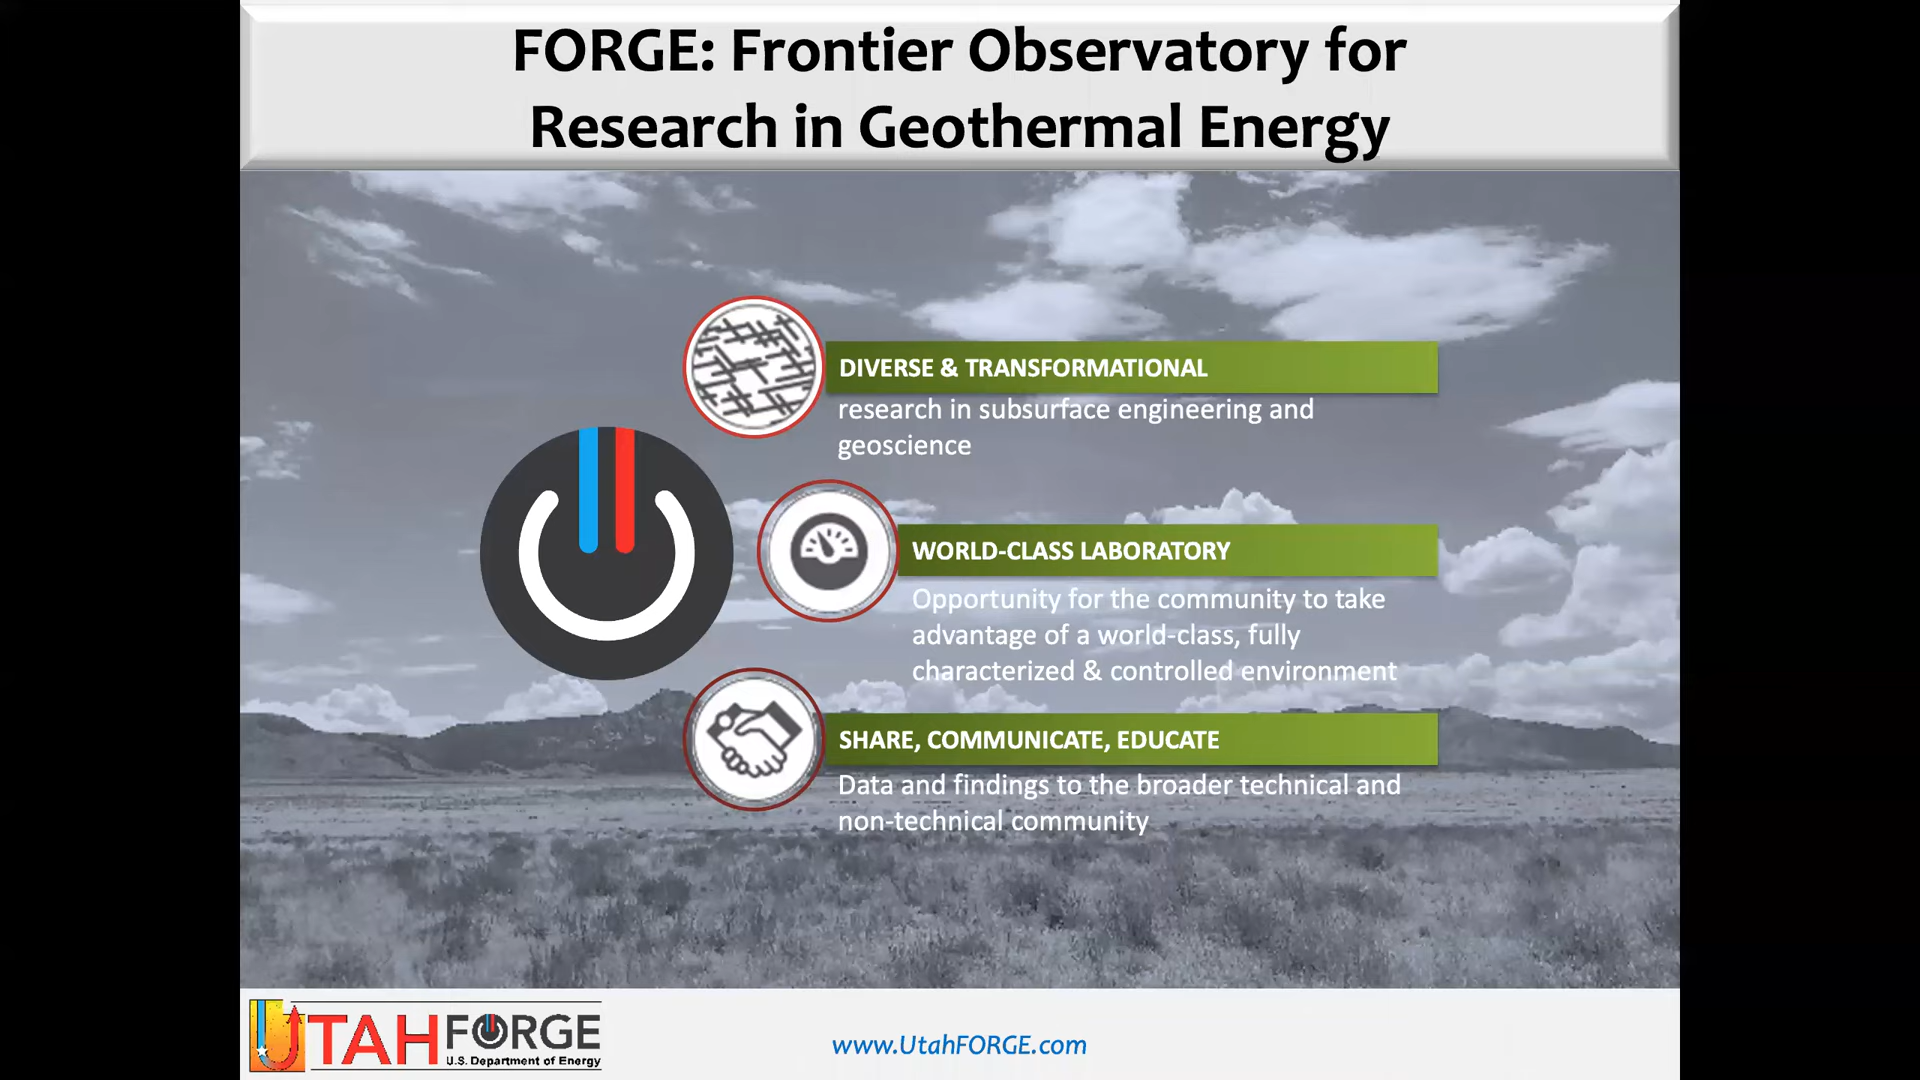 FORGE: Frontier Observatory for
Research in Geothermal Energy
DIVERSE & TRANSFORMATIONAL
research in subsurface engineering and
geoscience
WORLD-CLASS LABORATORY
Opportunity for the community to take
advantage of a world-class, fully
characterized & controlled environment
SHARE, COMMUNICATE, EDUCATE
Data and findings to the broader technical and
non-technical community
UTAH FORGE
U.S. Department of Energy
www.UtahFORGE.com